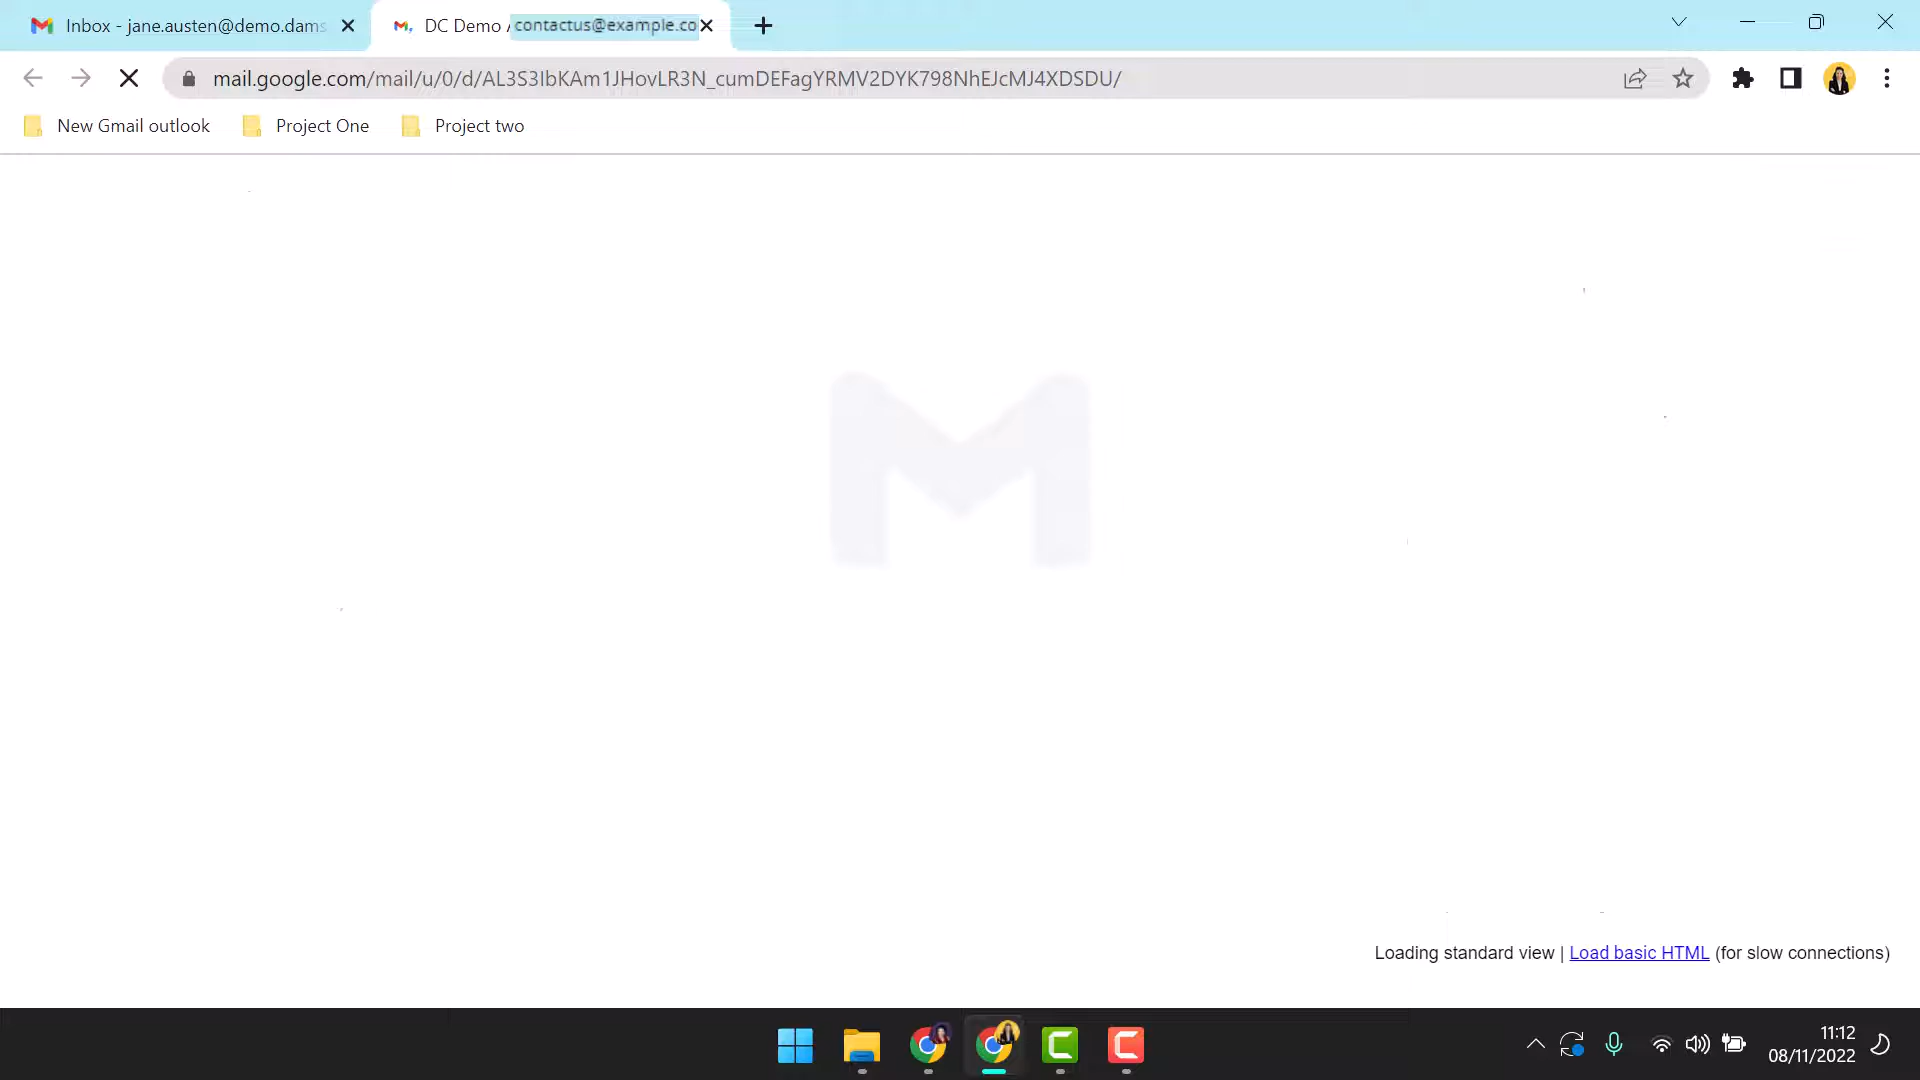 Inbox - jane.austen@demo.dams
DC Demo
contactus@example.co
mail.google.com/mail/u/0/d/AL3S3IbKAm1JHovLR3N_cumDEFagYRMV2DYK798NhEJcMJ4XDSDU/
New Gmail outlook
Project One
Project two
Loading standard view | Load basic HTML (for slow connections)
11:12
08/11/2022